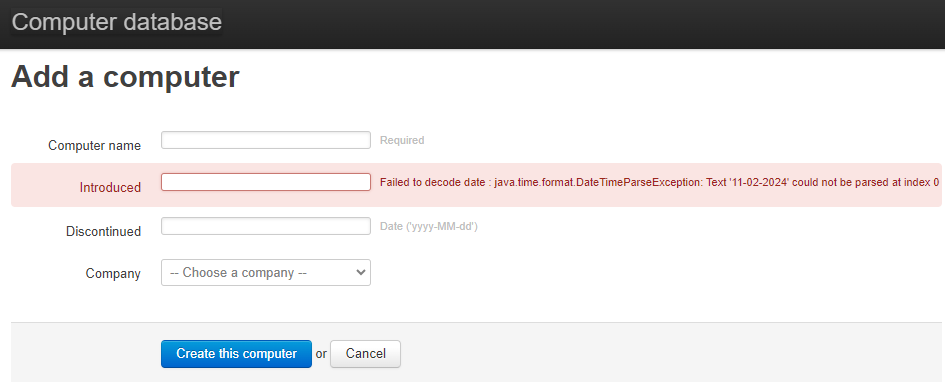 Computer database
Add a computer
Computer name Required
Introduced Failed to decode date : java.time.format.DateTimeParseException: Text '11-02-2024' could not be parsed at index 0
Discontinued Date ('yyyy-MM-dd')
Company -- Choose a company --
Create this computer or Cancel